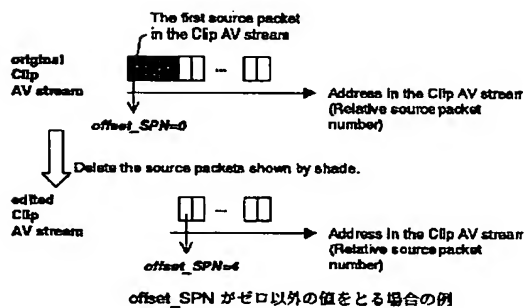 The first source packet
in the Clip AV stream
original
Clip
AV stream
Address in the Clip AV stream
(Relative source packet
number)
offset_SPN=0
Delete the source packets shown by shade.
edited
Clip
AV stream
Address in the Clip AV stream
(Relative source packet
number)
offset_SPN=4
offset_SPN がゼロ以外の値をとる場合の例